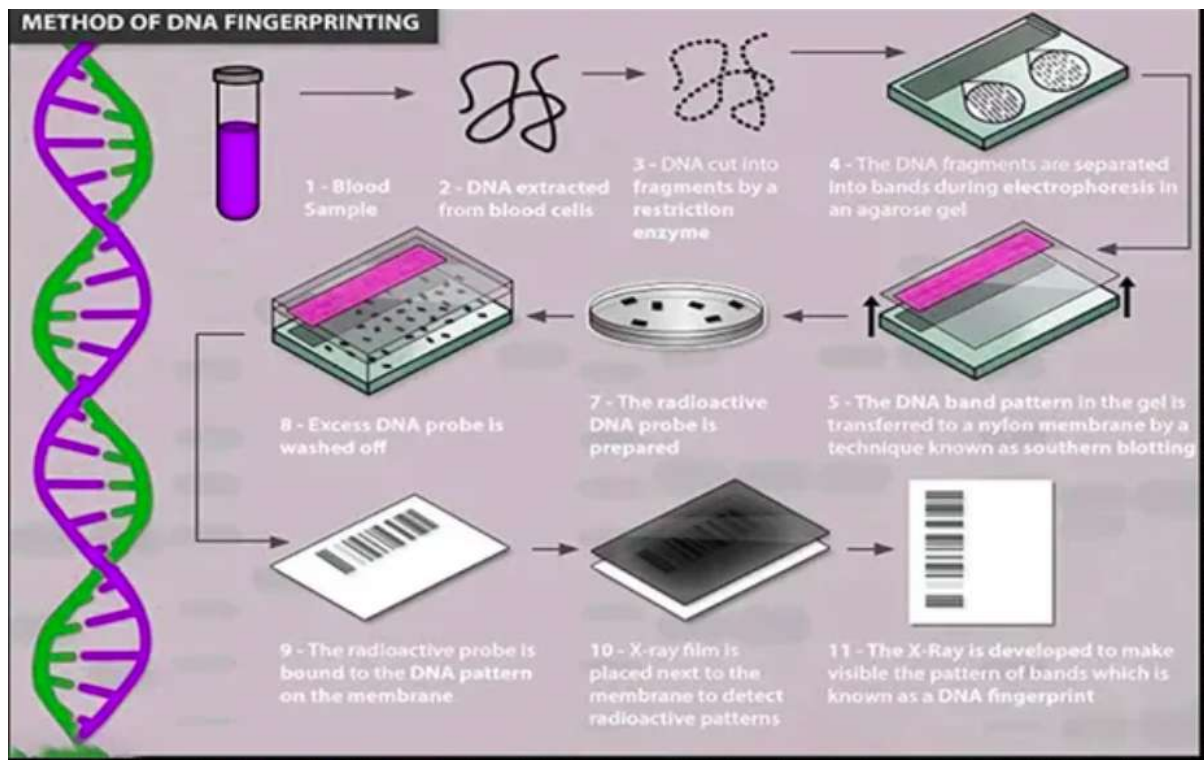 METHOD OF DNA FINGERPRINTING
1 - Blood
Sample
2 - DNA extracted
from blood cells
3 - DNA cut into
fragments by a
restriction
enzyme
4 - The DNA fragments are separated
into bands during electrophoresis in
an agarose gel
5 - The DNA band pattern in the gel is
transferred to a nylon membrane by a
technique known as southern blotting
7 - The radioactive
DNA probe is
prepared
8 - Excess DNA probe is
washed off
9 - The radioactive probe is
bound to the DNA pattern
on the membrane
10 - X-ray film is
placed next to the
membrane to detect
radioactive patterns
11 - The X-Ray is developed to make
visible the pattern of bands which is
known as a DNA fingerprint